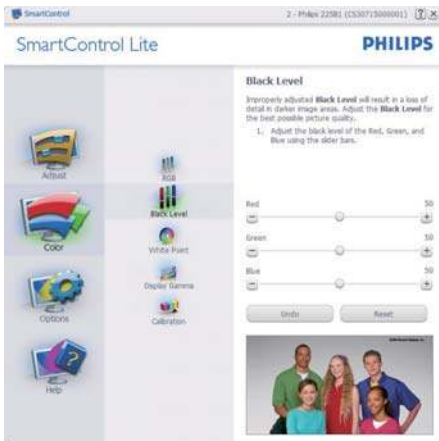 SmartControl
2 - Philips 225B1 (CS30715000001)
SmartControl Lite
PHILIPS
Black Level
Improperly adjusted Black Level will result in a loss of
detail in darker image areas. Adjust the Black Level for
the best possible picture quality.
1. Adjust the black level of the Red, Green, and
Blue using the slider bars.
Adjust
Color
Options
Help
RGB
Black Level
White Point
Display Gamma
Calibration
Red 50
Green 50
Blue 50
Undo Reset